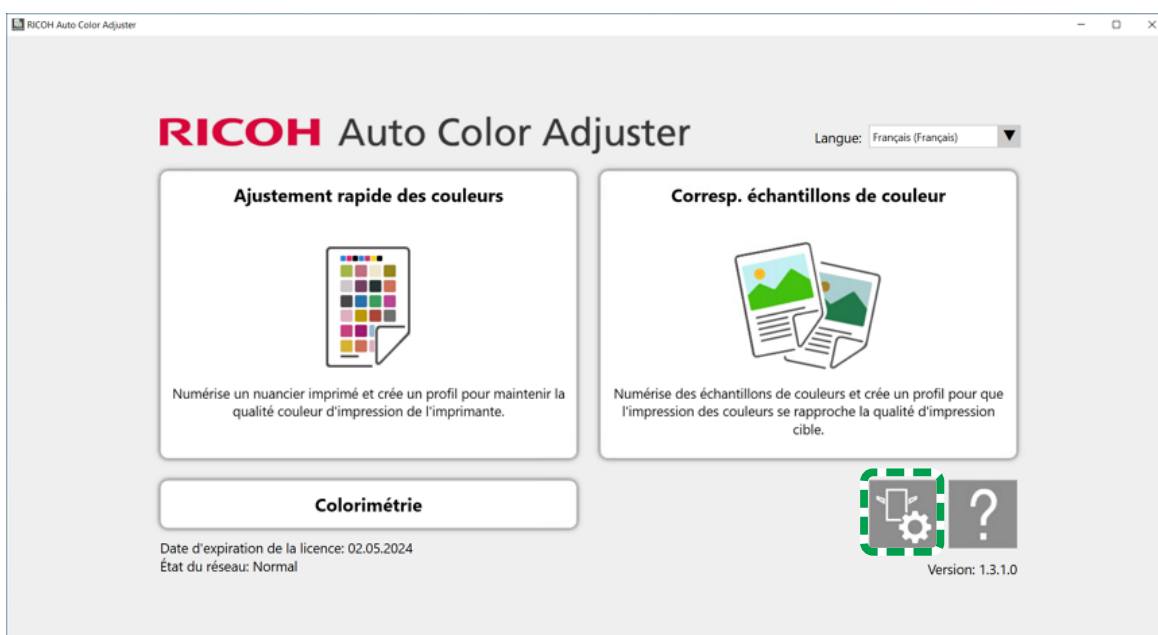 RICOH Auto Color Adjuster
RICOH Auto Color Adjuster
Langue: Français (Français)
Ajustement rapide des couleurs
Numérise un nuancier imprimé et crée un profil pour maintenir la
qualité couleur d'impression de l'imprimante.
Corresp. échantillons de couleur
Numérise des échantillons de couleurs et crée un profil pour que
l'impression des couleurs se rapproche la qualité d'impression
cible.
Colorimétrie
?
Date d'expiration de la licence: 02.05.2024
État du réseau: Normal
Version: 1.3.1.0